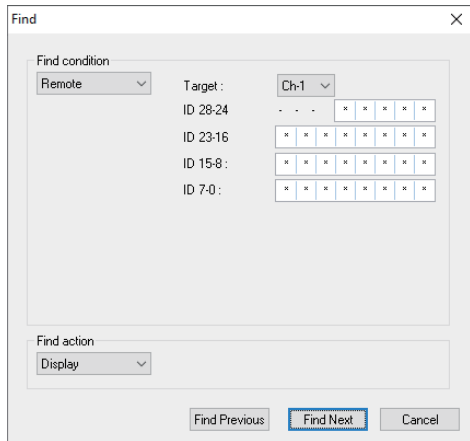 Find
Find condition
Remote
Target :
Ch-1
ID 28-24
- - - * * * * *
ID 23-16
* * * * * * * *
ID 15-8 :
* * * * * * * *
ID 7-0 :
* * * * * * * *
Find action
Display
Find Previous
Find Next
Cancel